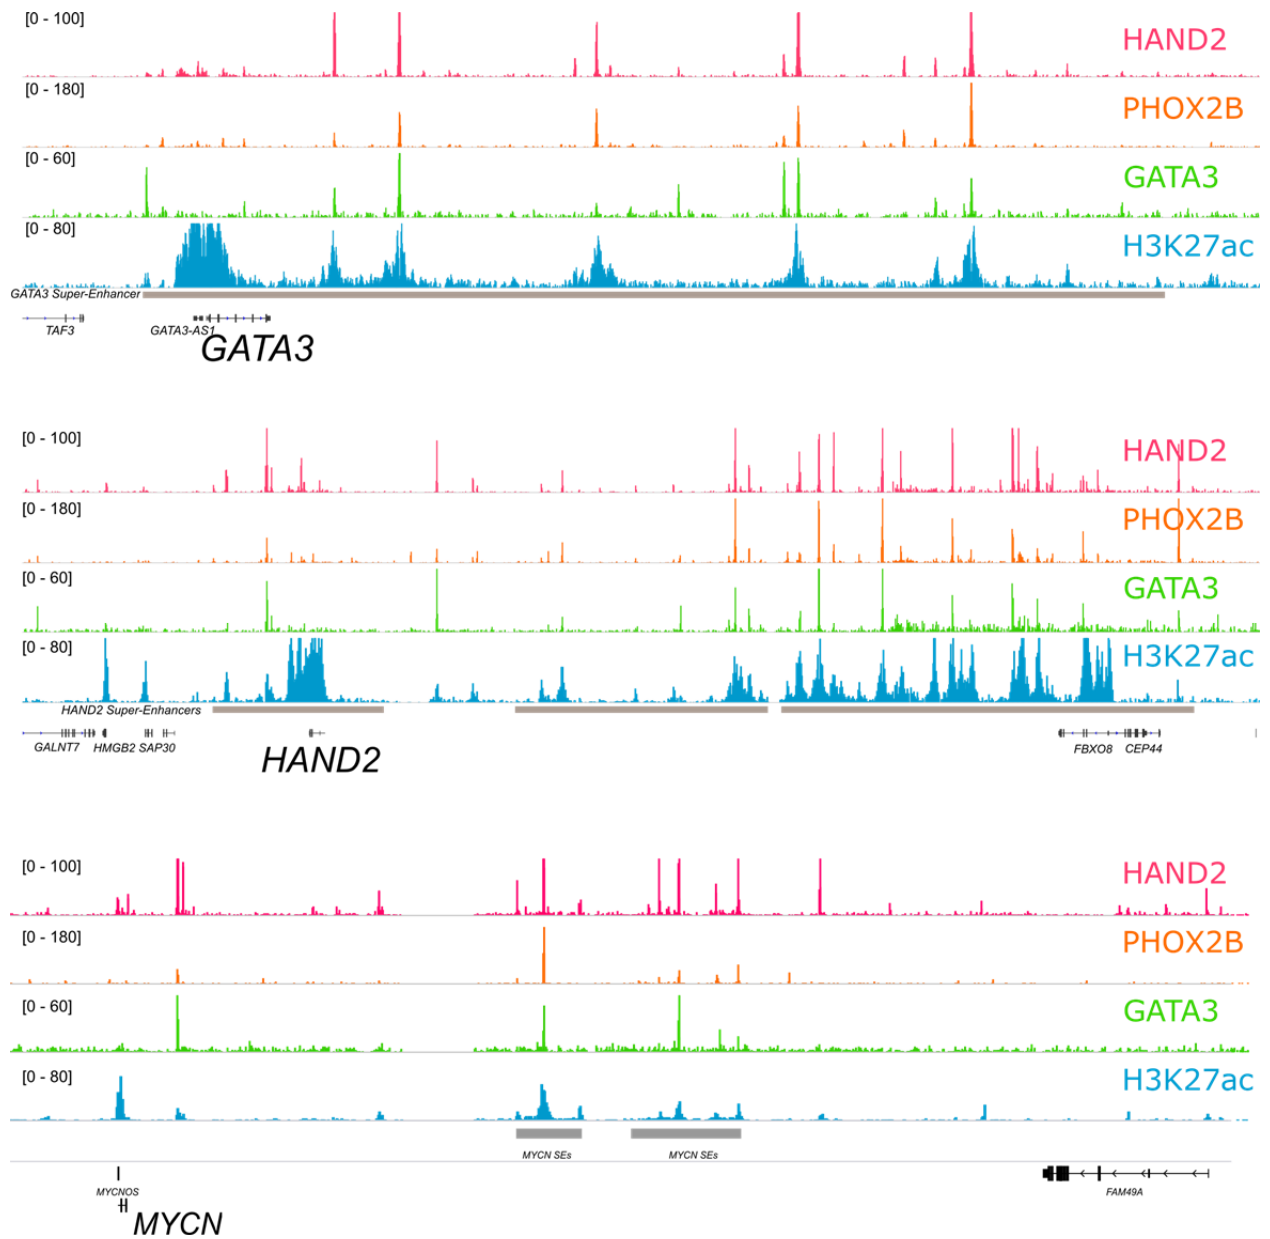 [0 - 100]
HAND2
[0 - 180]
PHOX2B
[0 - 60]
GATA3
[0 - 80]
H3K27ac
GATA3 Super-Enhancer
TAF3 GATA3-AS1
GATA3
[0 - 100]
HAND2
[0 - 180]
PHOX2B
[0 - 60]
GATA3
[0 - 80]
H3K27ac
HAND2 Super-Enhancers
GALNT7 HMGB2 SAP30 FBXO8 CEP44
HAND2
[0 - 100]
HAND2
[0 - 180]
PHOX2B
[0 - 60]
GATA3
[0 - 80]
H3K27ac
MYCN SEs MYCN SEs
MYCNOS FAM49A
MYCN